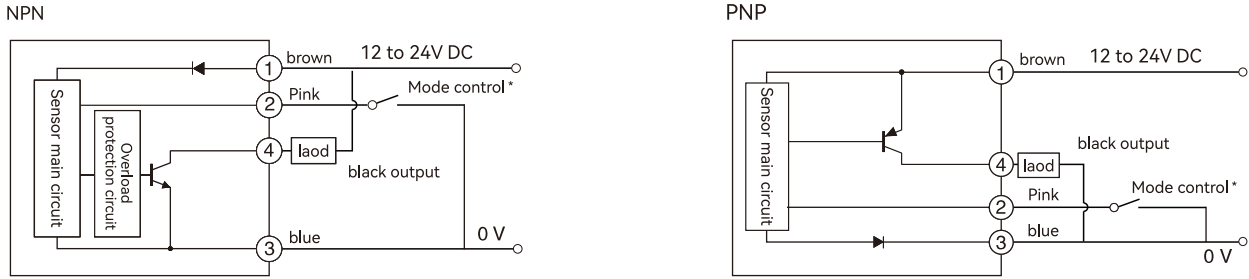 NPN
brown
12 to 24V DC
1
Pink
Mode control *
2
Sensor main circuit
Overload
protection circuit
4
laod
black output
3
blue
0 V
PNP
brown
12 to 24V DC
1
Sensor main circuit
black output
4
laod
Pink
Mode control *
2
blue
3
0 V